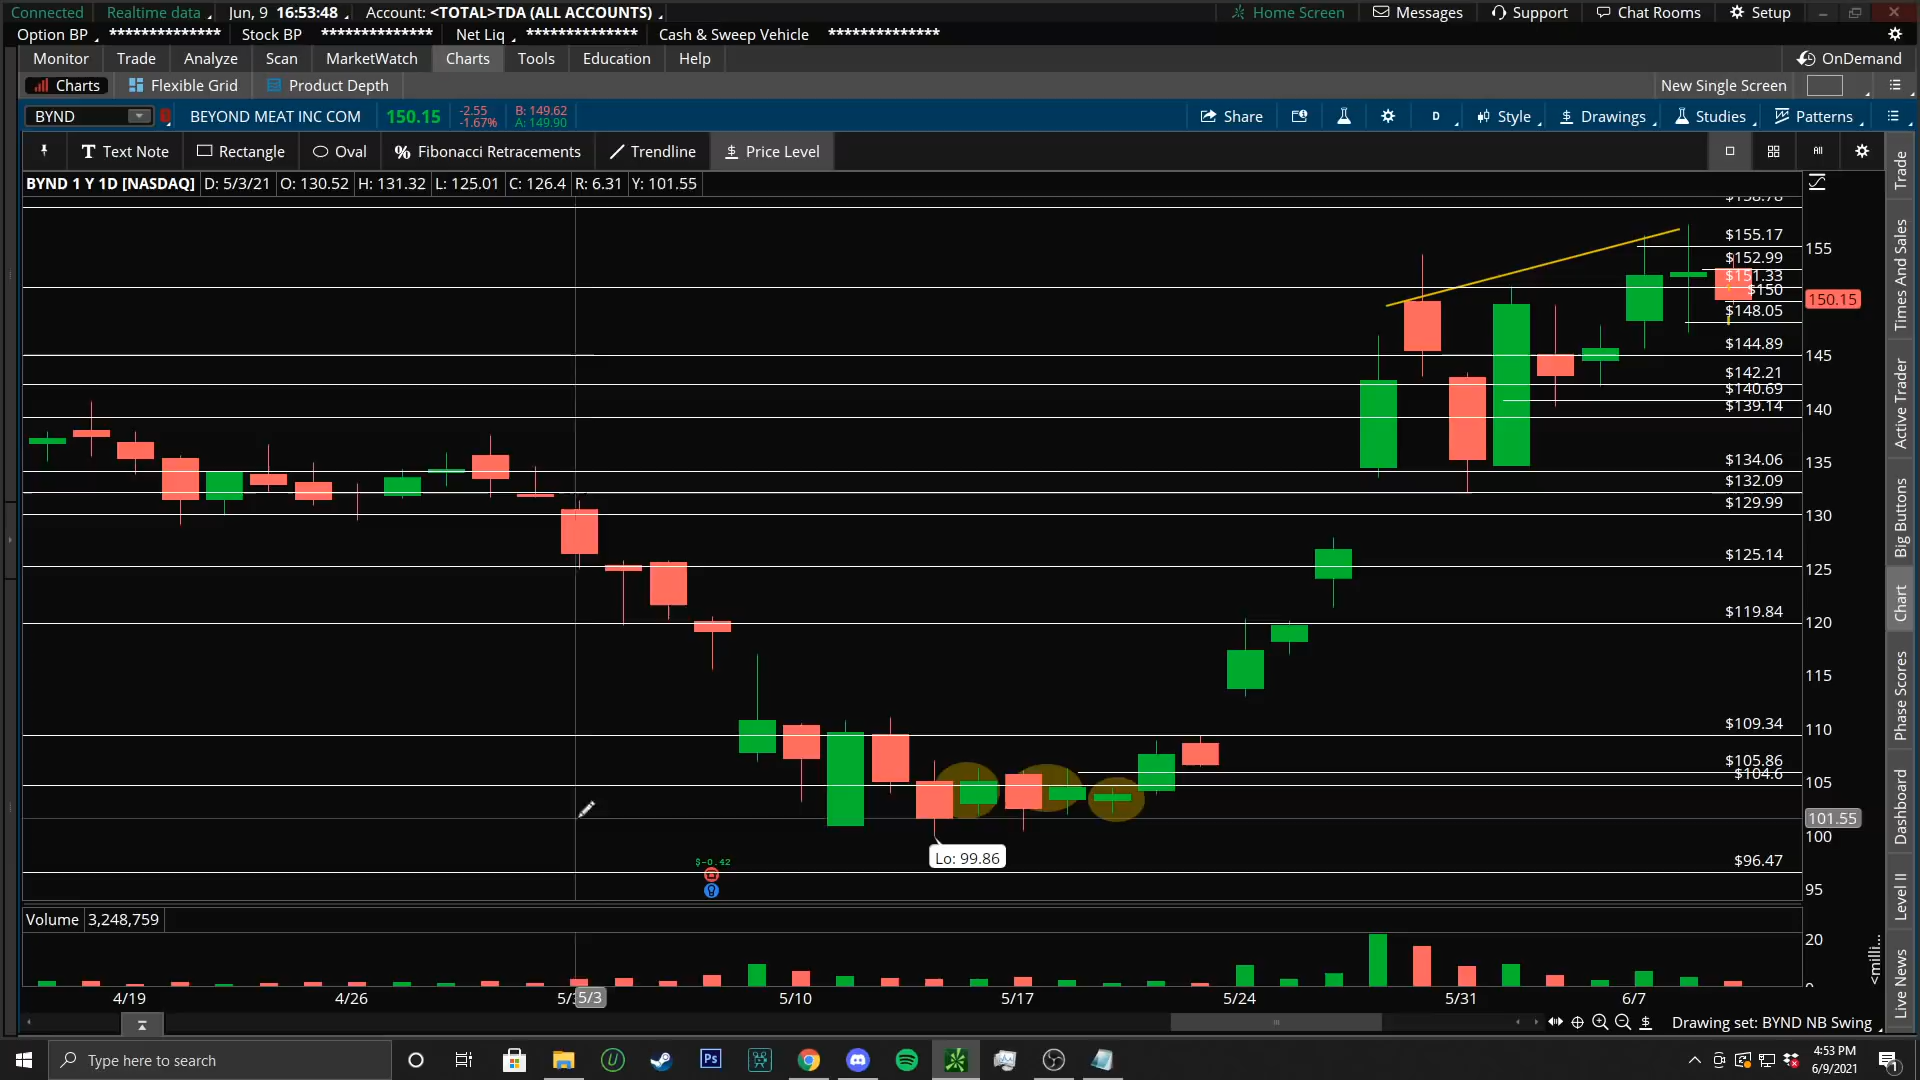 Connected Realtime data Jun, 9 16:53:48 Account: <TOTAL>TDA (ALL ACCOUNTS) Home Screen Messages Support Chat Rooms Setup
Option BP ************** Stock BP ************** Net Liq ************** Cash & Sweep Vehicle **************
Monitor Trade Analyze Scan MarketWatch Charts Tools Education Help OnDemand
Charts Flexible Grid Product Depth New Single Screen
BYND BEYOND MEAT INC COM 150.15 -2.55 B: 149.62 Share D Style Drawings Studies Patterns
-1.67% A: 149.90
Text Note Rectangle Oval Fibonacci Retracements Trendline $ Price Level All
BYND 1 Y 1D [NASDAQ] D: 5/3/21 O: 130.52 H: 131.32 L: 125.01 C: 126.4 R: 6.31 Y: 101.55
$155.17
155
$152.99
$151.33
$150
150.15
$148.05
$144.89
145
$142.21
$140.69
$139.14
140
$134.06
135
$132.09
$129.99
130
$125.14
125
$119.84
120
115
$109.34
110
$105.86
$104.6
105
101.55
100
Lo: 99.86
$-0.42
$96.47
95
Volume 3,248,759
20
<milli...
4/19 4/26 5/3 5/10 5/17 5/24 5/31 6/7
Drawing set: BYND NB Swing
Trade
Times And Sales
Active Trader
Big Buttons
Chart
Phase Scores
Dashboard
Level II
Live News
Type here to search
Ps
4:53 PM
6/9/2021
1